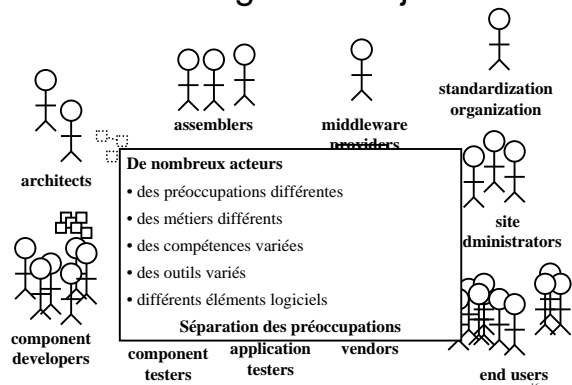 standardization
organization
assemblers
middleware
providers
architects
De nombreux acteurs
• des préoccupations différentes
• des métiers différents
• des compétences variées
• des outils variés
• différents éléments logiciels
Séparation des préoccupations
site
dministrators
component
developers
component
testers
application
testers
vendors
end users